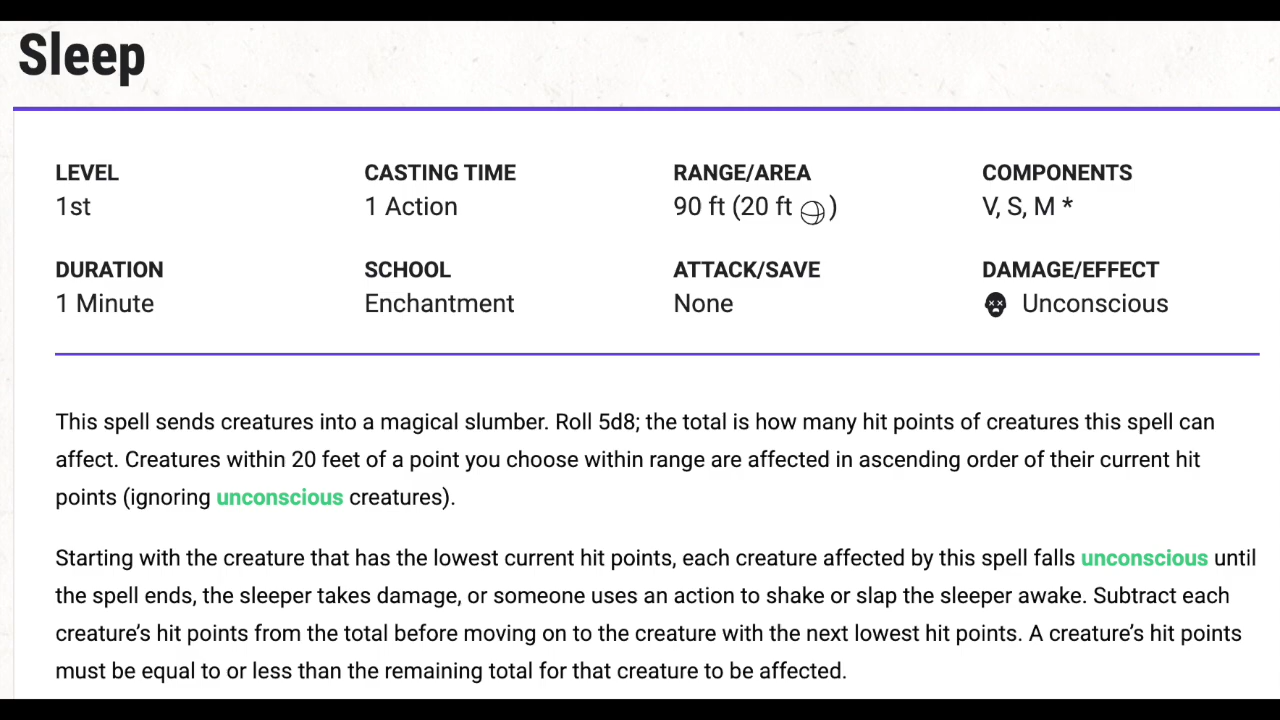 Sleep
LEVEL CASTING TIME RANGE/AREA COMPONENTS
1st 1 Action 90 ft (20 ft ) V, S, M *
DURATION SCHOOL ATTACK/SAVE DAMAGE/EFFECT
1 Minute Enchantment None Unconscious
This spell sends creatures into a magical slumber. Roll 5d8; the total is how many hit points of creatures this spell can
affect. Creatures within 20 feet of a point you choose within range are affected in ascending order of their current hit
points (ignoring unconscious creatures).
Starting with the creature that has the lowest current hit points, each creature affected by this spell falls unconscious until
the spell ends, the sleeper takes damage, or someone uses an action to shake or slap the sleeper awake. Subtract each
creature’s hit points from the total before moving on to the creature with the next lowest hit points. A creature’s hit points
must be equal to or less than the remaining total for that creature to be affected.